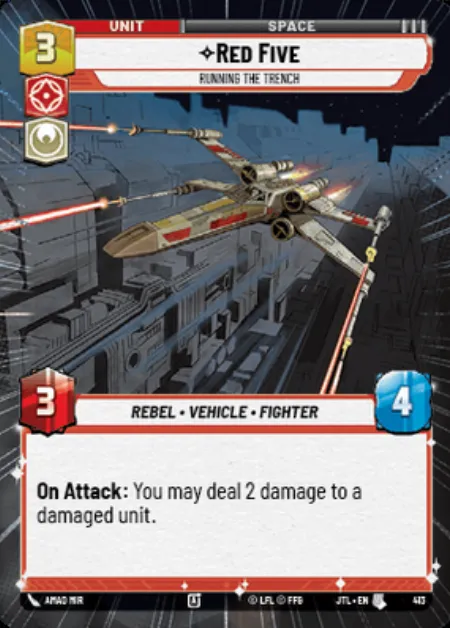 UNIT
SPACE
3
RED FIVE
RUNNING THE TRENCH
3
REBEL • VEHICLE • FIGHTER
4
On Attack: You may deal 2 damage to a
damaged unit.
AMAD MIR
© LFL © FFG
JTL • EN
413